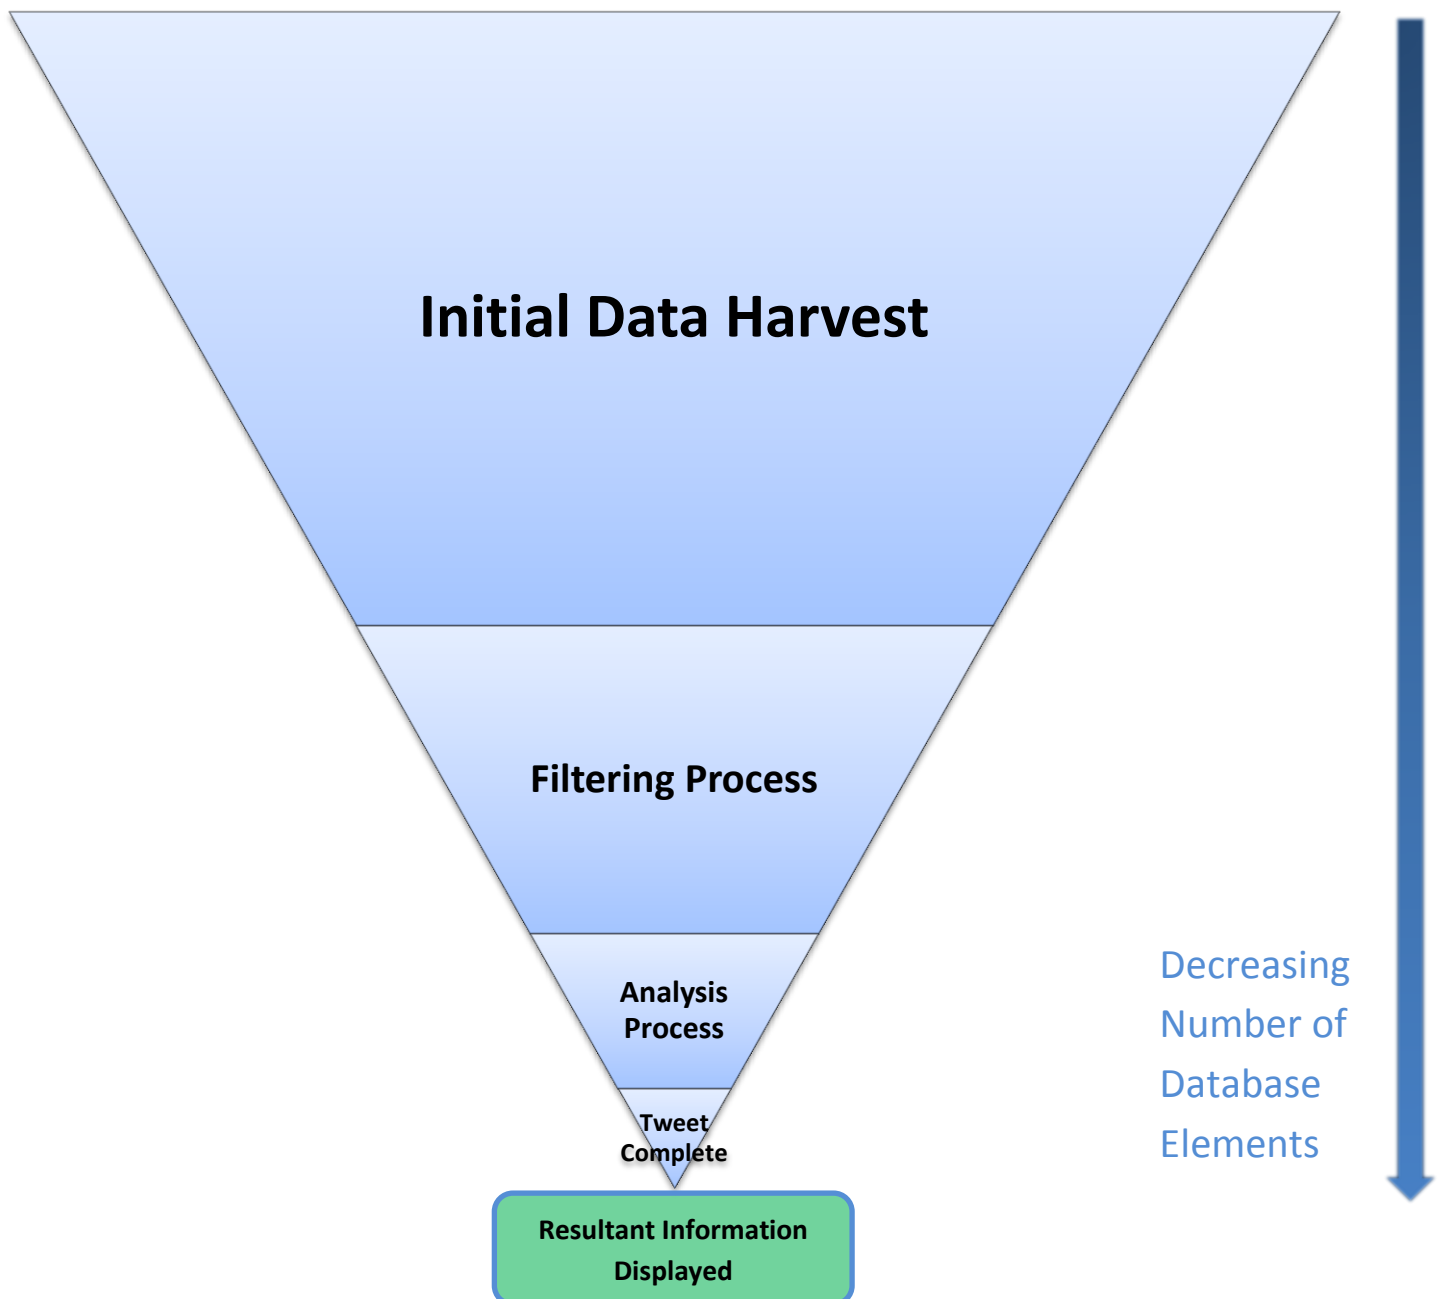 Initial Data Harvest
Filtering Process
Analysis
Process
Tweet
Complete
Resultant Information
Displayed
Decreasing
Number of
Database
Elements